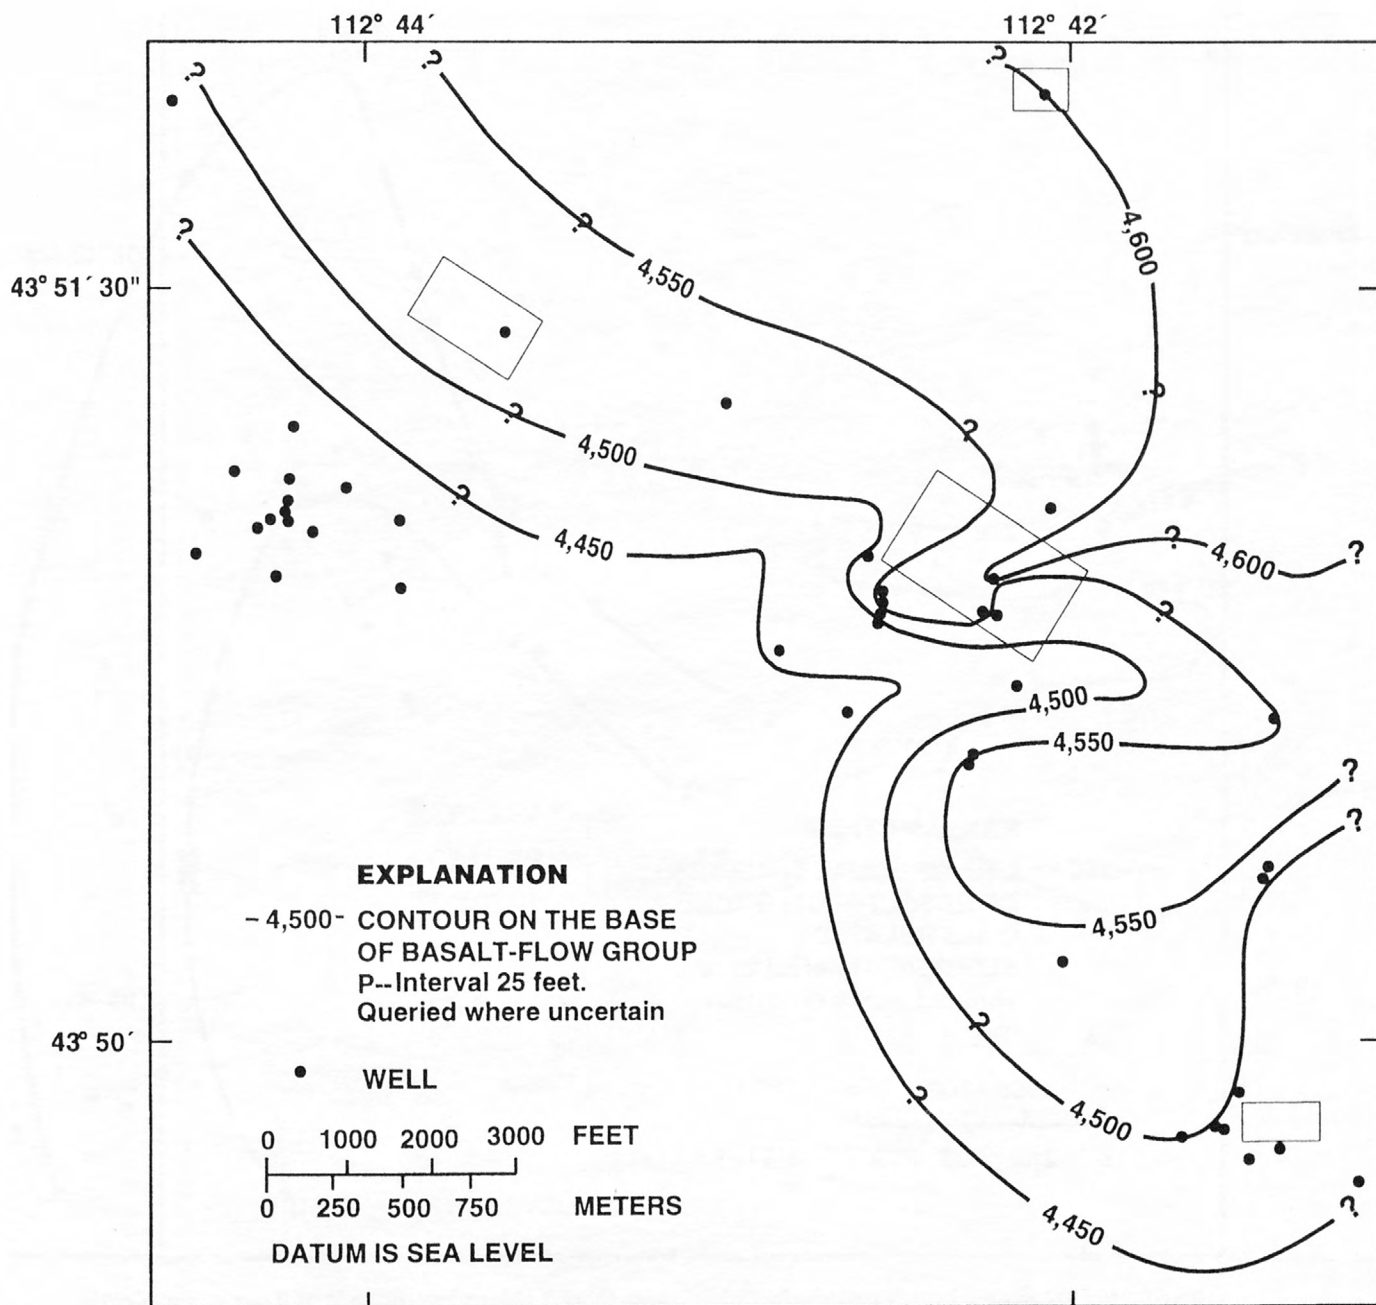 112° 44′ 112° 42′
?
?
?
?
?
4,600
43° 51′ 30"
4,550
?
?
?
4,500
?
4,450
?
4,600
?
?
4,500
4,550
?
?
EXPLANATION
–4,500– CONTOUR ON THE BASE
OF BASALT-FLOW GROUP
P--Interval 25 feet.
Queried where uncertain
4,550
?
43° 50′
WELL
?
4,500
0 1000 2000 3000 FEET
0 250 500 750 METERS
4,450
?
DATUM IS SEA LEVEL